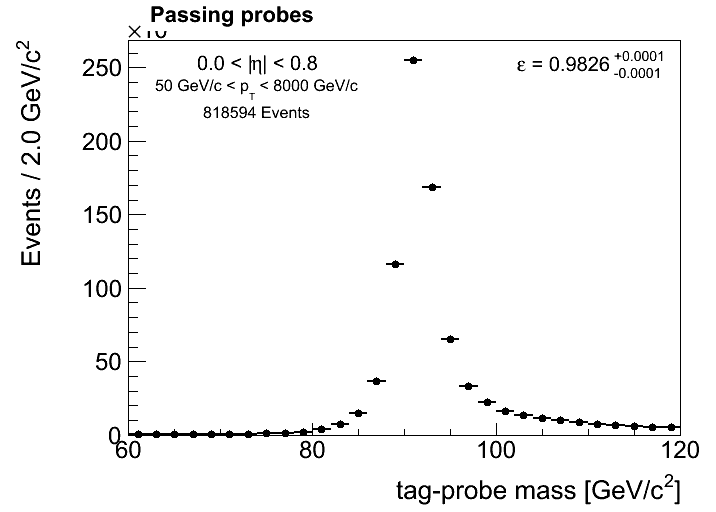 Passing probes
×10
0.0 < |η| < 0.8
50 GeV/c < p_T < 8000 GeV/c
818594 Events
ε = 0.9826 +0.0001 -0.0001
Events / 2.0 GeV/c²
250
200
150
100
50
0
60 80 100 120
tag-probe mass [GeV/c²]